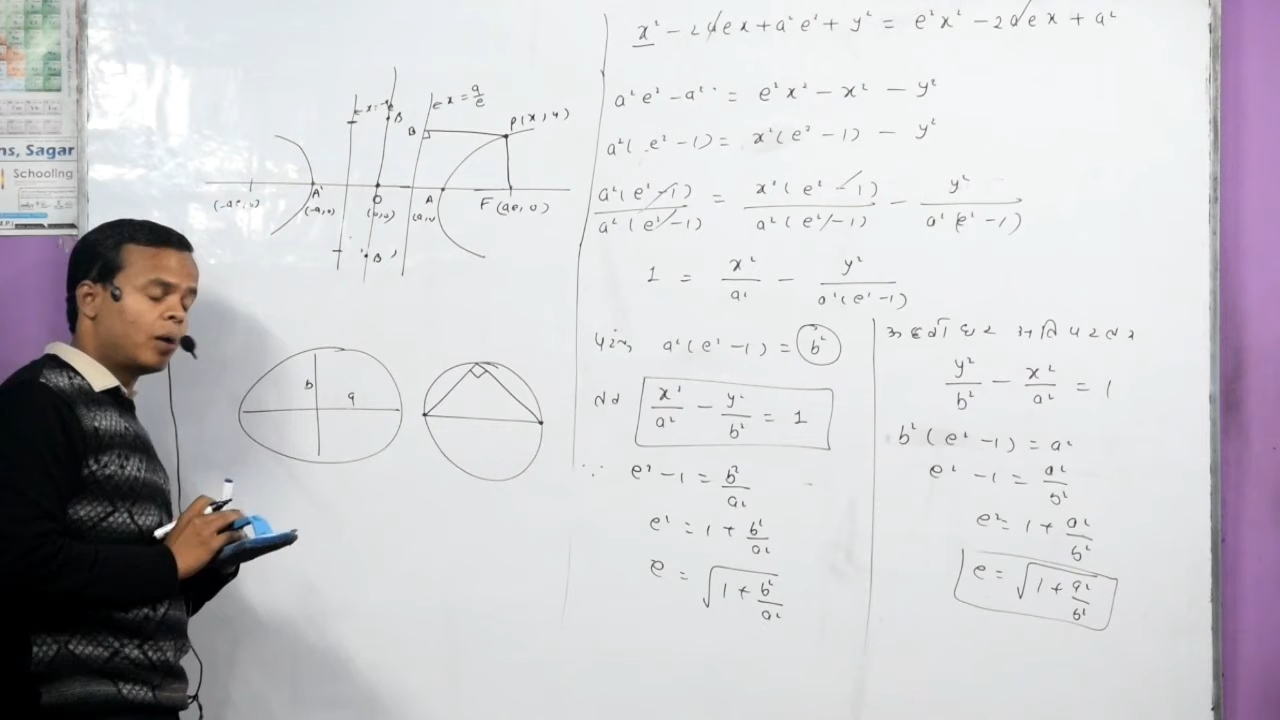 ns, Sagar
Schooling
x² - 2aex + a²e² + y² = e²x² - 2aex + a²
a²e² - a² = e²x² - x² - y²
a²(e² - 1) = x²(e² - 1) - y²
a²(e² - 1) / a²(e² - 1) = x²(e² - 1) / a²(e² - 1) - y² / a²(e² - 1)
1 = x²/a² - y² / a²(e² - 1)
a²(e² - 1) = b²
x²/a² - y²/b² = 1
∵ e² - 1 = b²/a²
e² = 1 + b²/a²
e = √(1 + b²/a²)
y²/b² - x²/a² = 1
b²(e² - 1) = a²
e² - 1 = a²/b²
e² = 1 + a²/b²
e = √(1 + a²/b²)
B
B
x = a/e
P(x, y)
(-ae, 0)
A'
(-a, 0)
O
(0,0)
A
(a, 0)
F(ae, 0)
B'
b
a